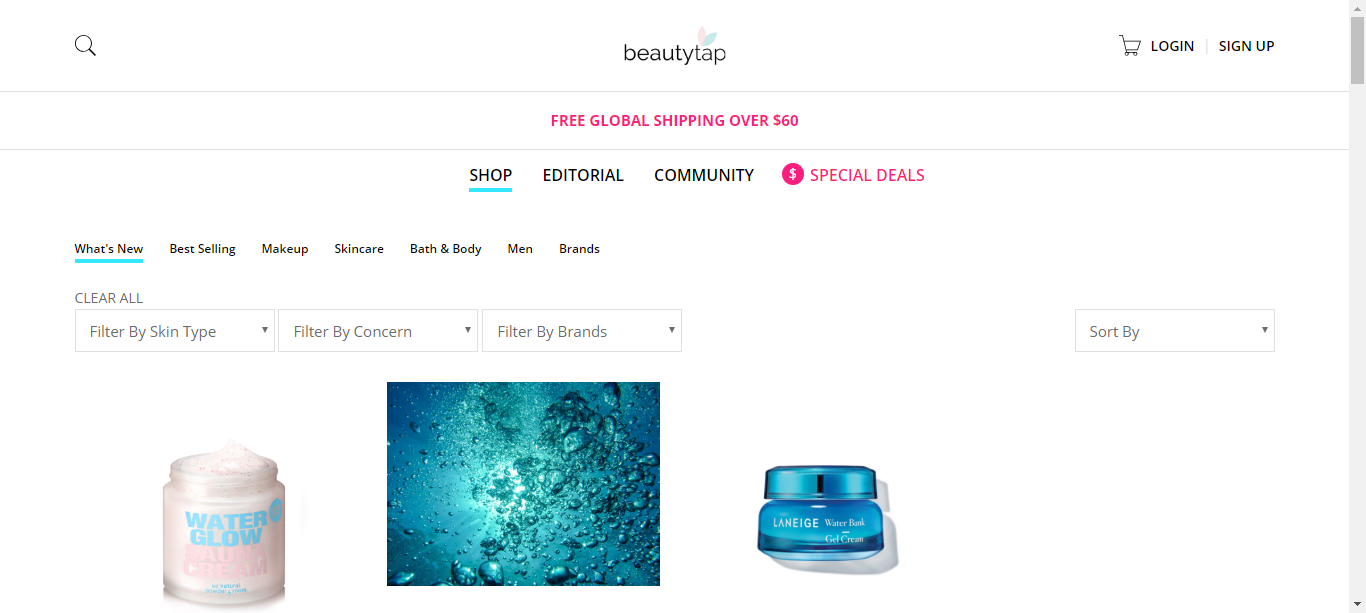 beautytap
LOGIN
SIGN UP
FREE GLOBAL SHIPPING OVER $60
SHOP
EDITORIAL
COMMUNITY
$
SPECIAL DEALS
What's New
Best Selling
Makeup
Skincare
Bath & Body
Men
Brands
CLEAR ALL
Filter By Skin Type
Filter By Concern
Filter By Brands
Sort By
WATER
GLOW
CREAM
LANEIGE Water Bank
Gel Cream